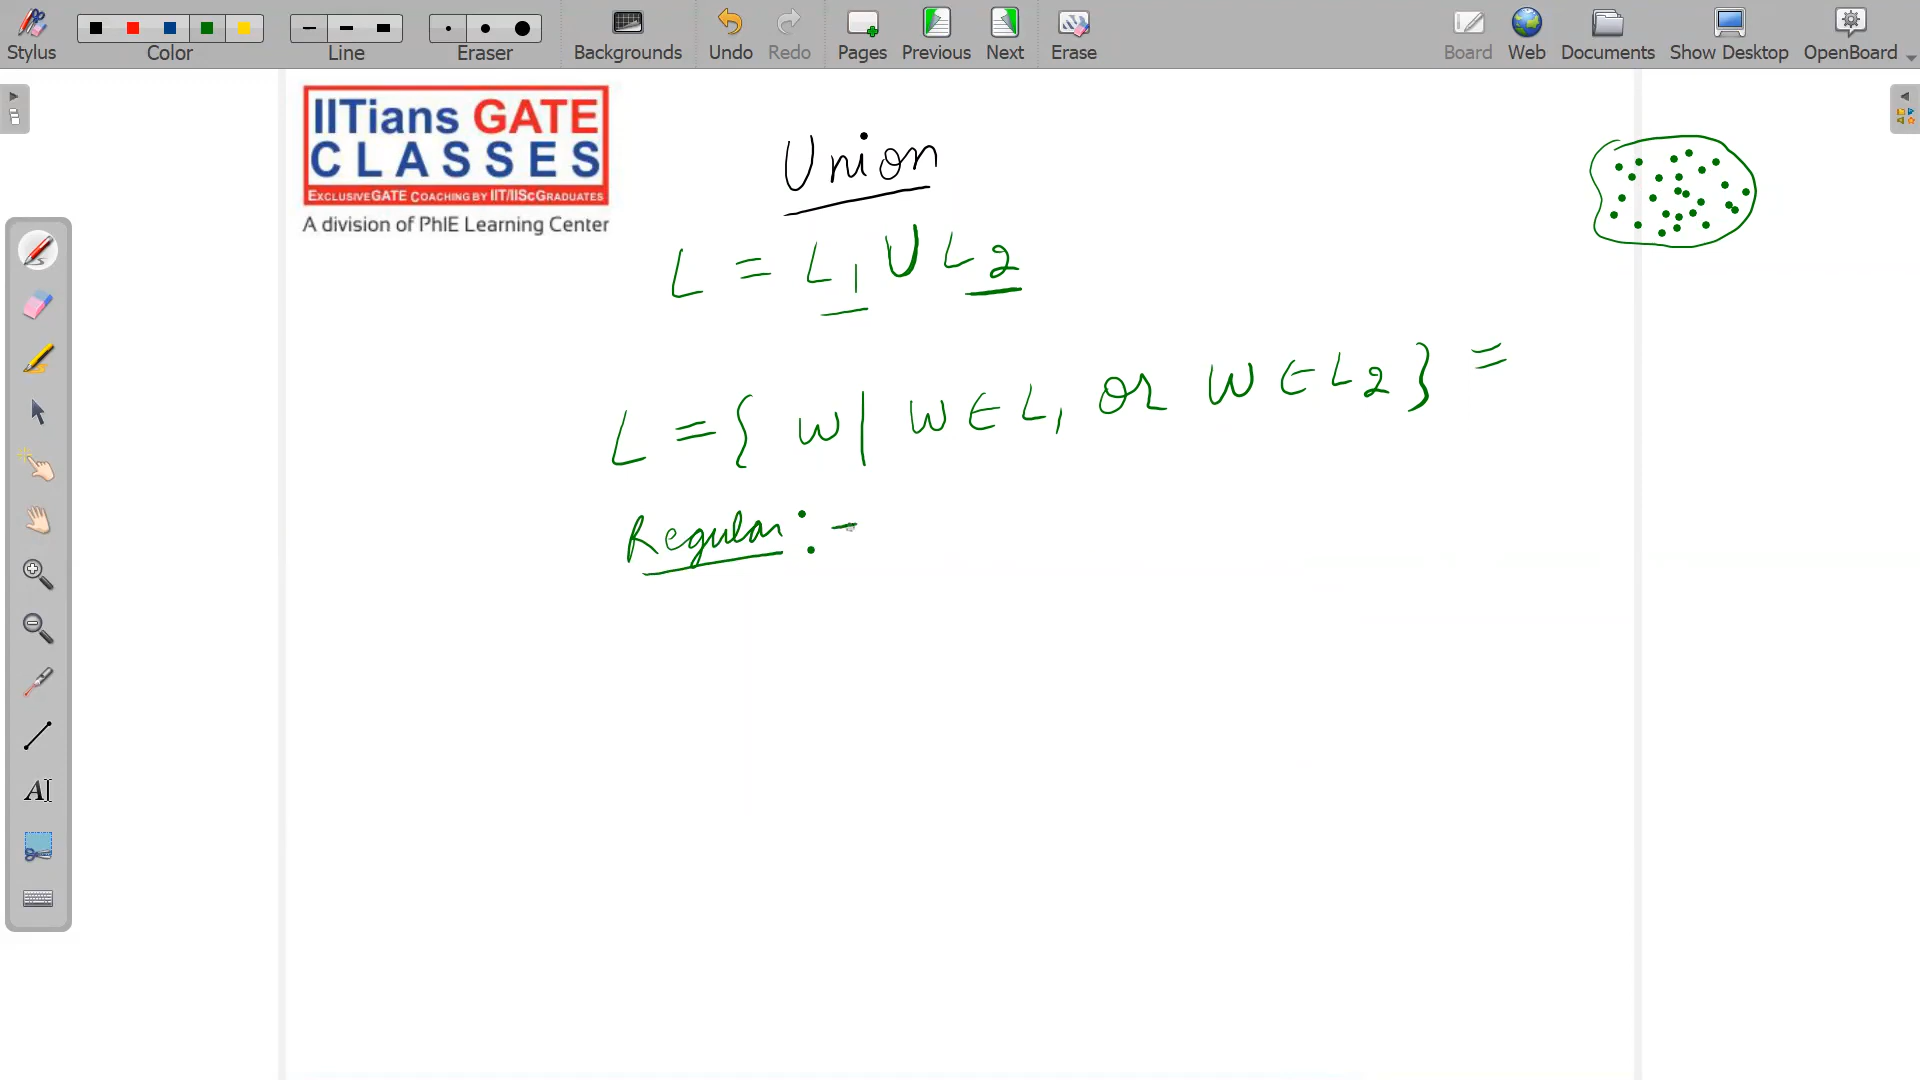 Stylus Color Line Eraser Backgrounds Undo Redo Pages Previous Next Erase Board Web Documents Show Desktop OpenBoard
IITians GATE
CLASSES
EXCLUSIVE GATE COACHING BY IIT/IISc GRADUATES
A division of PhIE Learning Center
Union
L = L1 ∪ L2
L = { w | w ∈ L1 or w ∈ L2 } =
Regular : -
AI